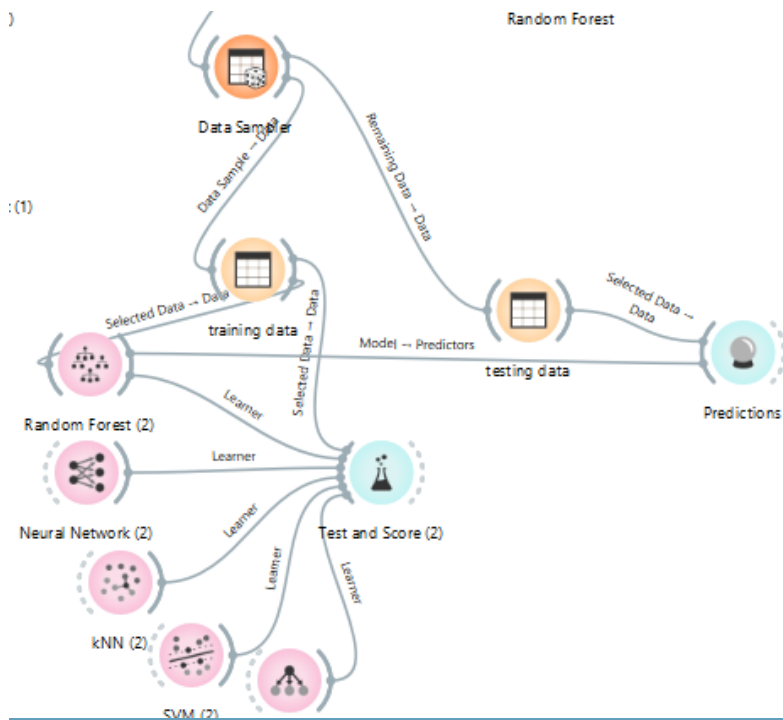 )
Random Forest
Data Sampler
Data Sample → Data
Remaining Data → Data
: (1)
Selected Data → Data
training data
Selected Data → Data
Selected Data →
Data
Model → Predictors
testing data
Predictions
Random Forest (2)
Learner
Learner
Neural Network (2)
Test and Score (2)
Learner
Learner
Learner
kNN (2)
SVM (2)